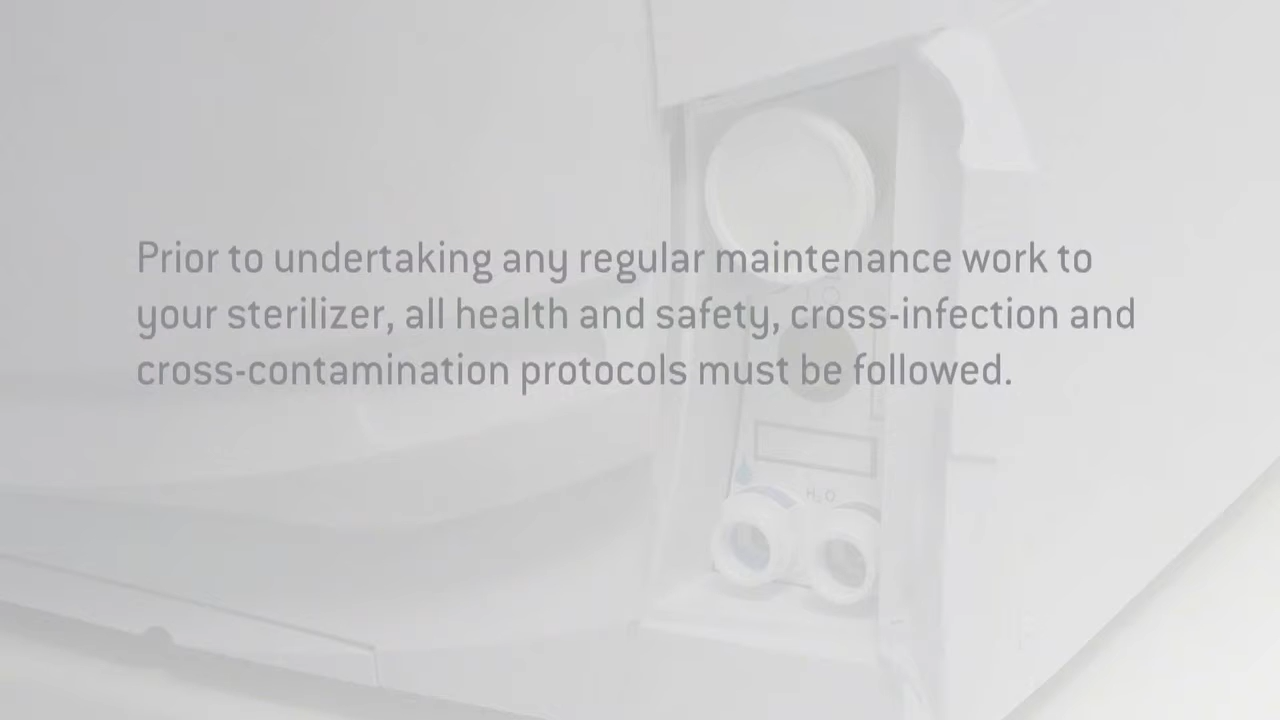 Prior to undertaking any regular maintenance work to
your sterilizer, all health and safety, cross-infection and
cross-contamination protocols must be followed.
H₂O